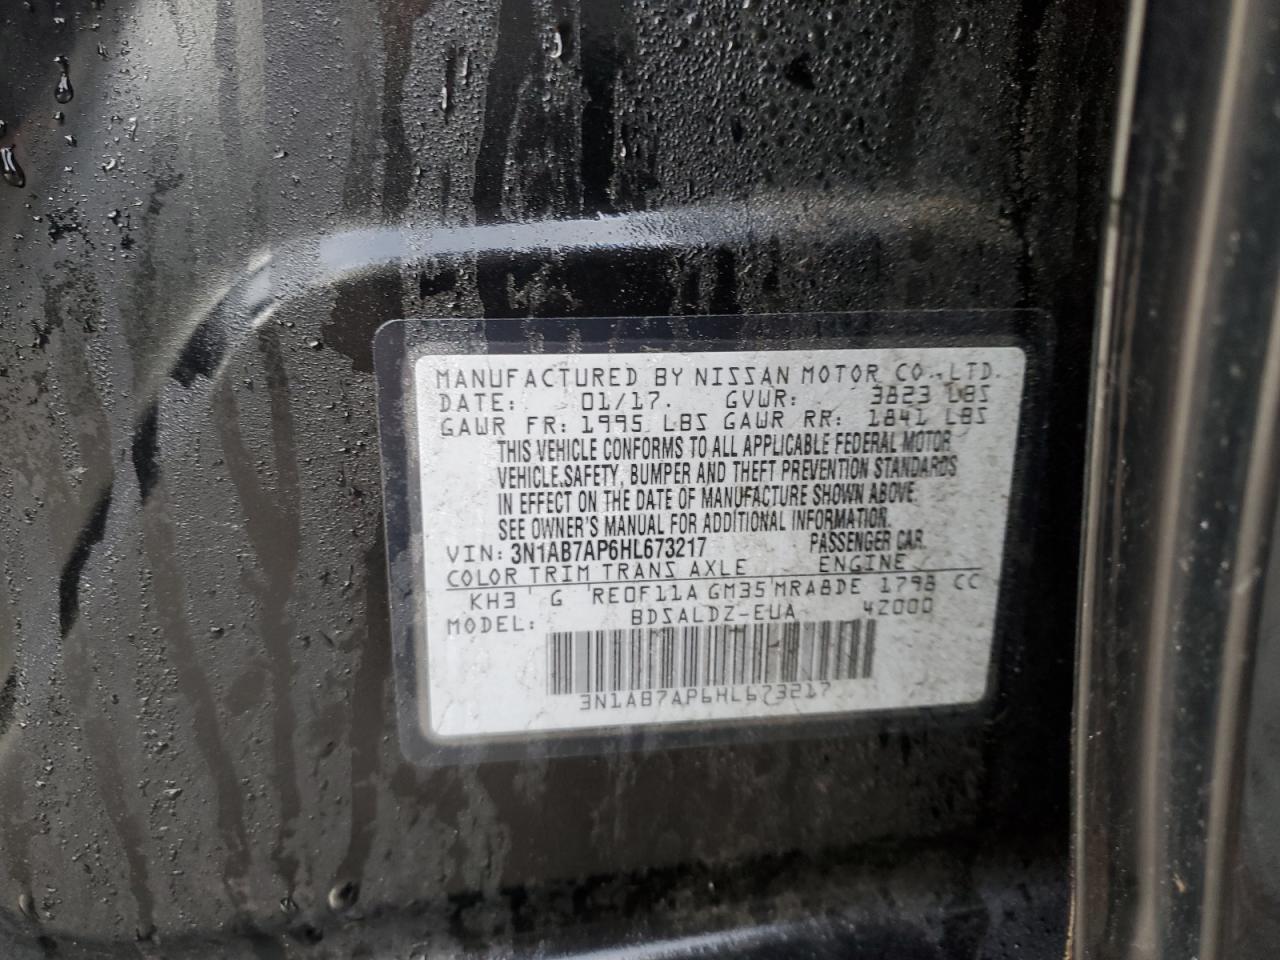 MANUFACTURED BY NISSAN MOTOR CO.,LTD.
DATE: 01/17. GVWR: 3823 LBS
GAWR FR: 1995 LBS GAWR RR: 1841 LBS
THIS VEHICLE CONFORMS TO ALL APPLICABLE FEDERAL MOTOR
VEHICLE.SAFETY, BUMPER AND THEFT PREVENTION STANDARDS
IN EFFECT ON THE DATE OF MANUFACTURE SHOWN ABOVE.
SEE OWNER'S MANUAL FOR ADDITIONAL INFORMATION.
VIN: 3N1AB7AP6HL673217 PASSENGER CAR.
COLOR TRIM TRANS AXLE ENGINE
KH3 G RE0F11A GM35 MRA8DE 1798 CC
MODEL: BDSALDZ-EUA 42000
3N1AB7AP6HL673217